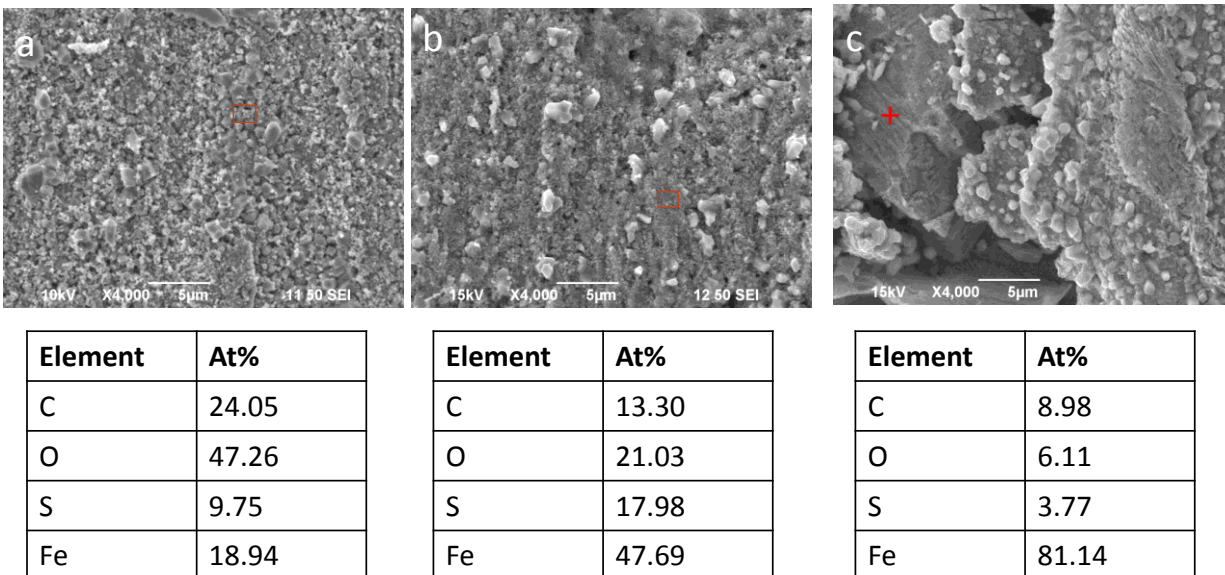 a
10kV X4,000 5μm 11 50 SEI
b
15kV X4,000 5μm 12 50 SEI
c
15kV X4,000 5μm
Element At%
C 24.05
O 47.26
S 9.75
Fe 18.94
Element At%
C 13.30
O 21.03
S 17.98
Fe 47.69
Element At%
C 8.98
O 6.11
S 3.77
Fe 81.14